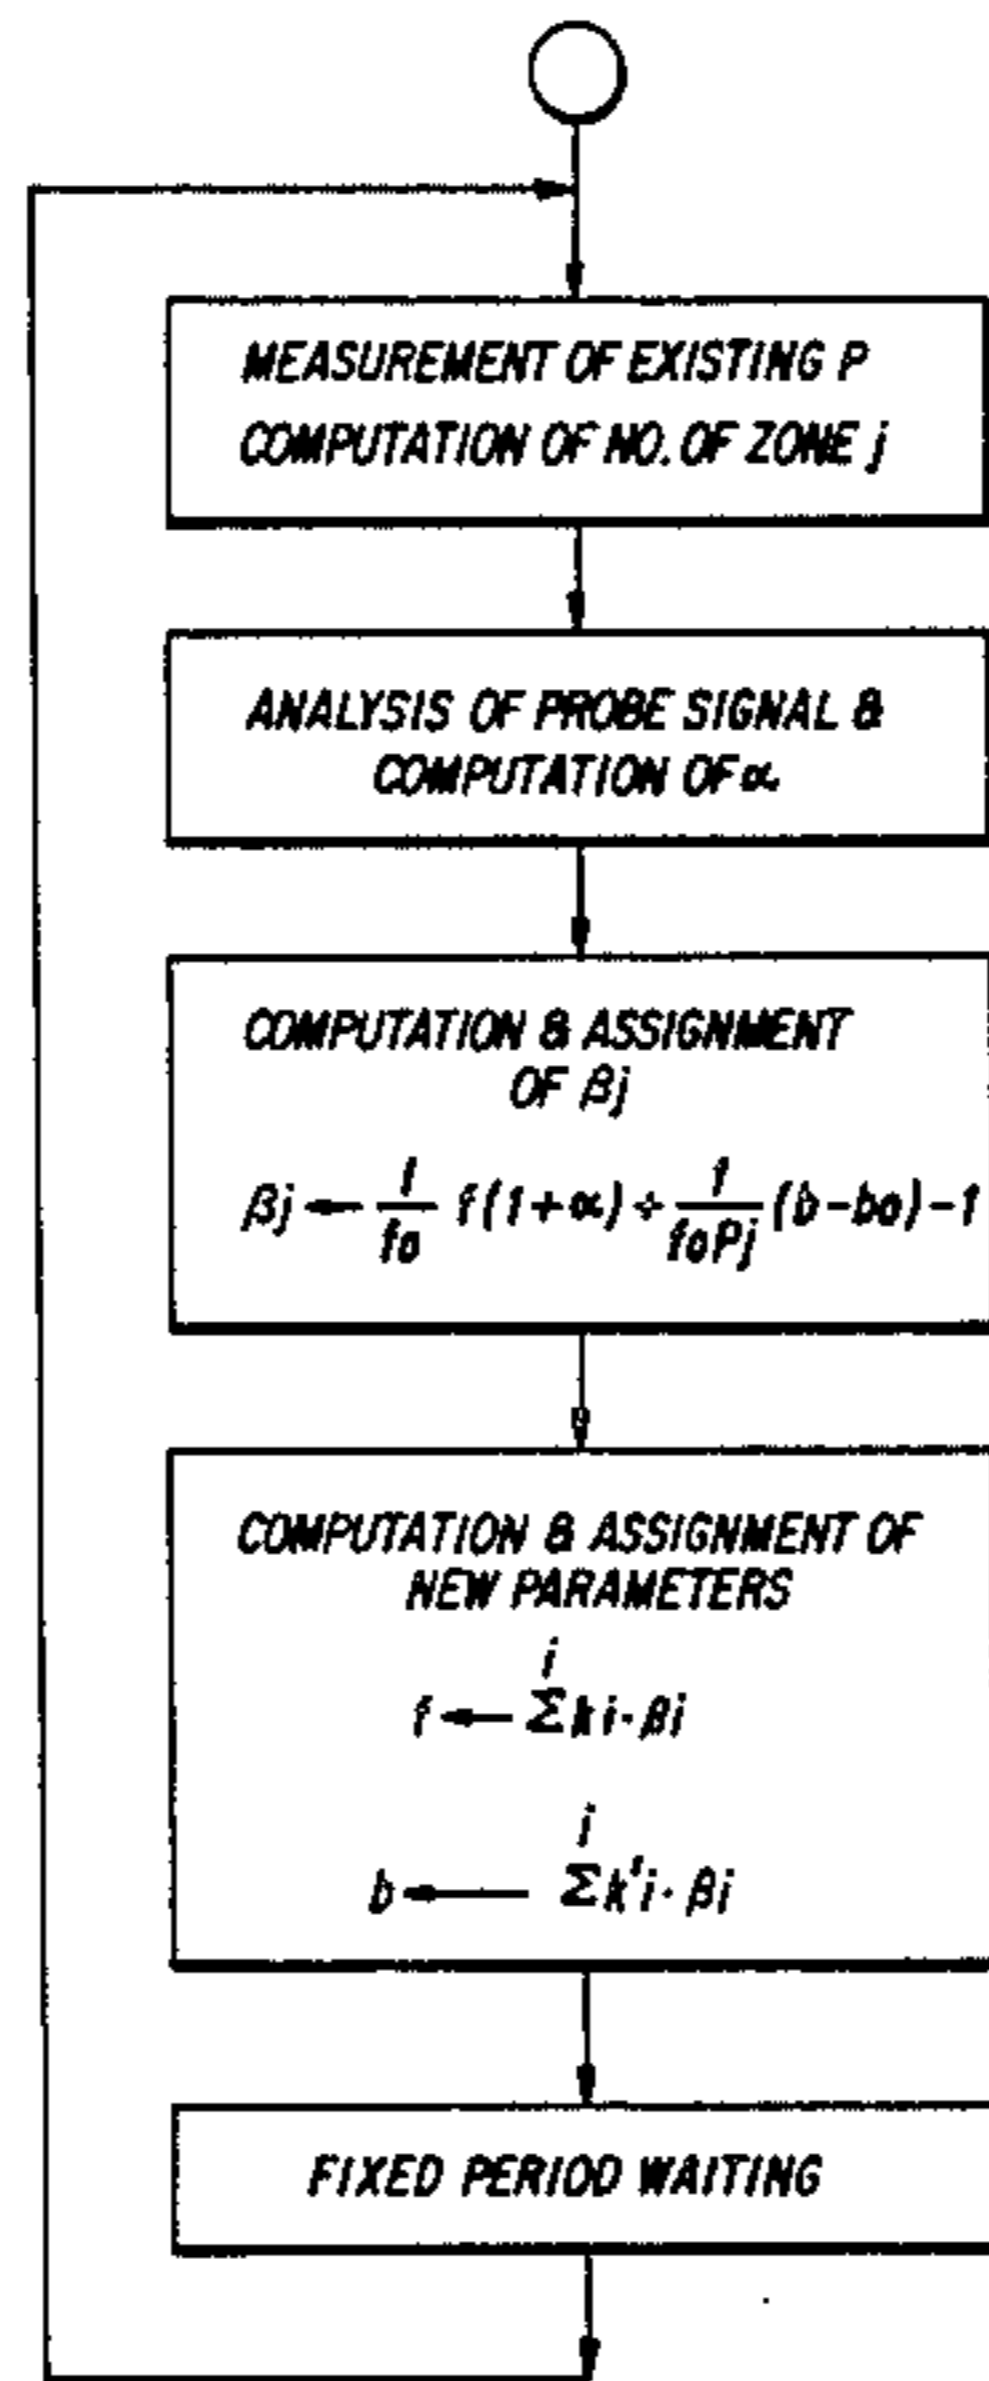 MEASUREMENT OF EXISTING P
COMPUTATION OF NO. OF ZONE j
ANALYSIS OF PROBE SIGNAL &
COMPUTATION OF α
COMPUTATION & ASSIGNMENT
OF βj
βj ← 1/fo f(1+α) + 1/foPj (b-bo)-1
COMPUTATION & ASSIGNMENT OF
NEW PARAMETERS
i
f ← Σki·βi
i
b ← Σk'i·βi
FIXED PERIOD WAITING